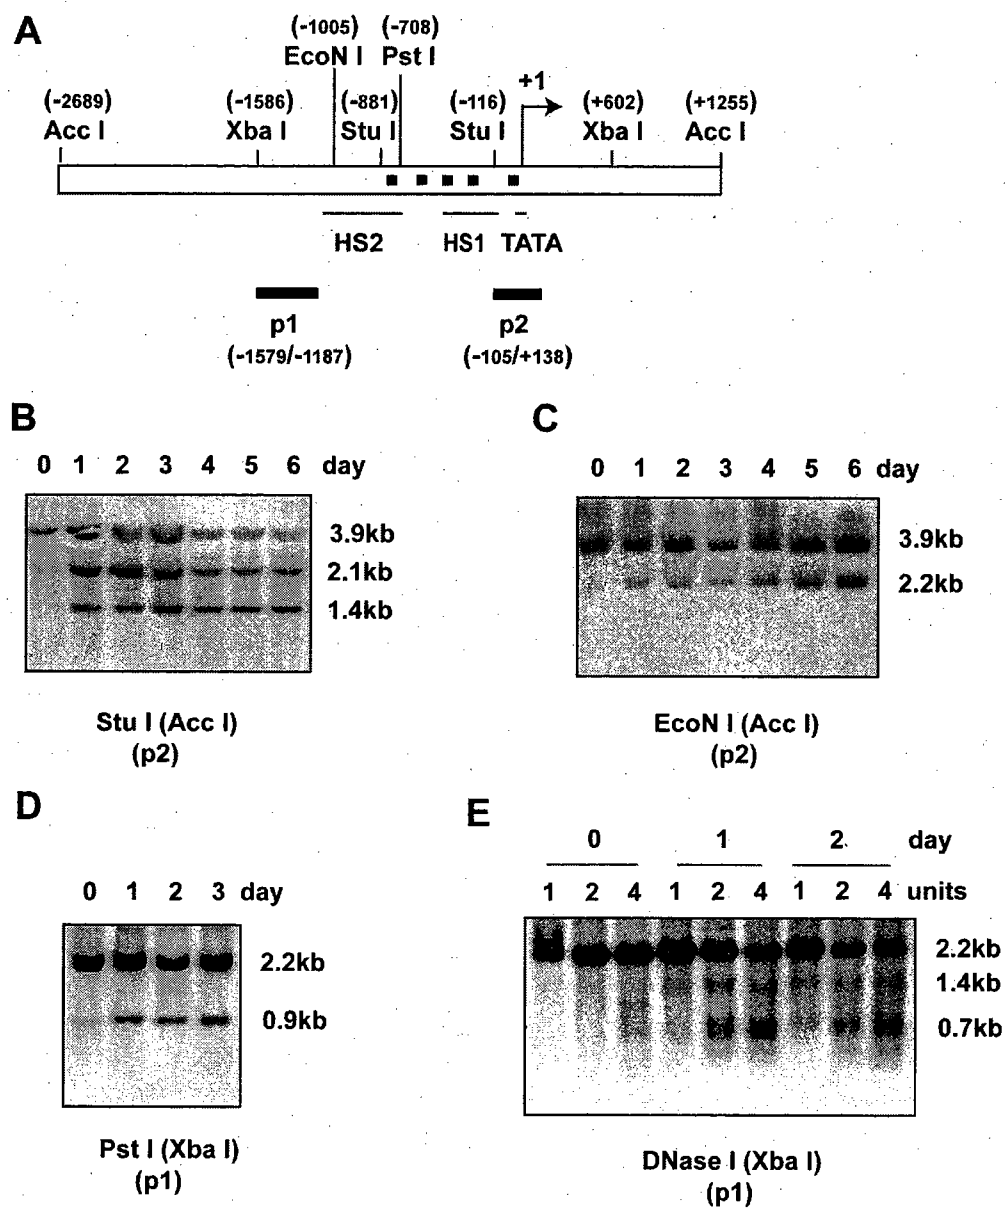 A
(-1005) (-708)
EcoN I Pst I
+1
(-2689) (-1586) (-881) (-116) (+602) (+1255)
Acc I Xba I Stu I Stu I Xba I Acc I
HS2 HS1 TATA
p1 p2
(-1579/-1187) (-105/+138)
B
0 1 2 3 4 5 6 day
3.9kb
2.1kb
1.4kb
Stu I (Acc I)
(p2)
C
0 1 2 3 4 5 6 day
3.9kb
2.2kb
EcoN I (Acc I)
(p2)
D
0 1 2 3 day
2.2kb
0.9kb
Pst I (Xba I)
(p1)
E
0 1 2 day
1 2 4 1 2 4 1 2 4 units
2.2kb
1.4kb
0.7kb
DNase I (Xba I)
(p1)